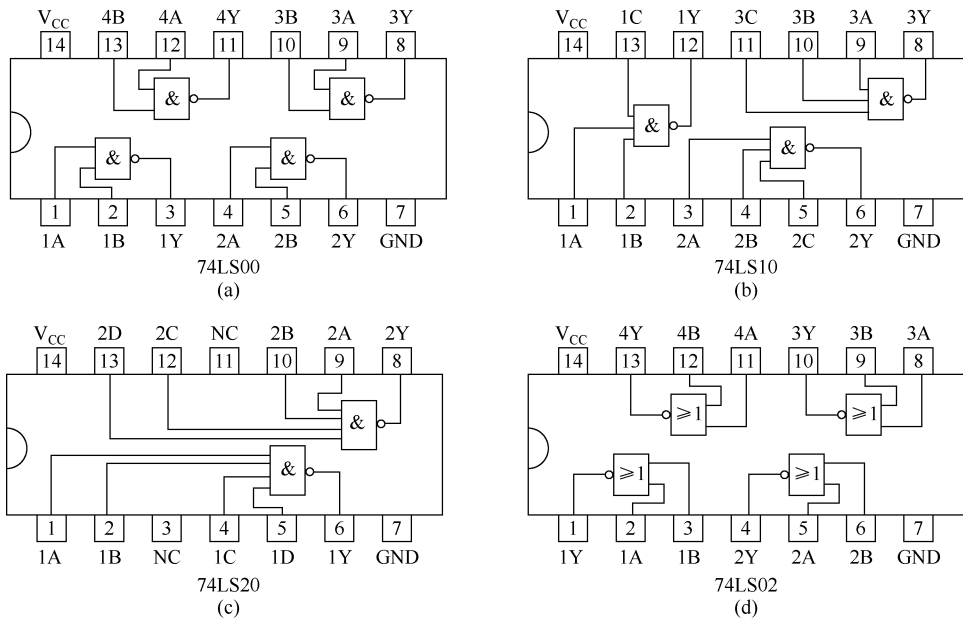 V_CC 4B 4A 4Y 3B 3A 3Y
14 13 12 11 10 9 8
& &
& &
1 2 3 4 5 6 7
1A 1B 1Y 2A 2B 2Y GND
74LS00
(a)
V_CC 1C 1Y 3C 3B 3A 3Y
14 13 12 11 10 9 8
&
& &
1 2 3 4 5 6 7
1A 1B 2A 2B 2C 2Y GND
74LS10
(b)
V_CC 2D 2C NC 2B 2A 2Y
14 13 12 11 10 9 8
&
&
1 2 3 4 5 6 7
1A 1B NC 1C 1D 1Y GND
74LS20
(c)
V_CC 4Y 4B 4A 3Y 3B 3A
14 13 12 11 10 9 8
⩾1 ⩾1
⩾1 ⩾1
1 2 3 4 5 6 7
1Y 1A 1B 2Y 2A 2B GND
74LS02
(d)